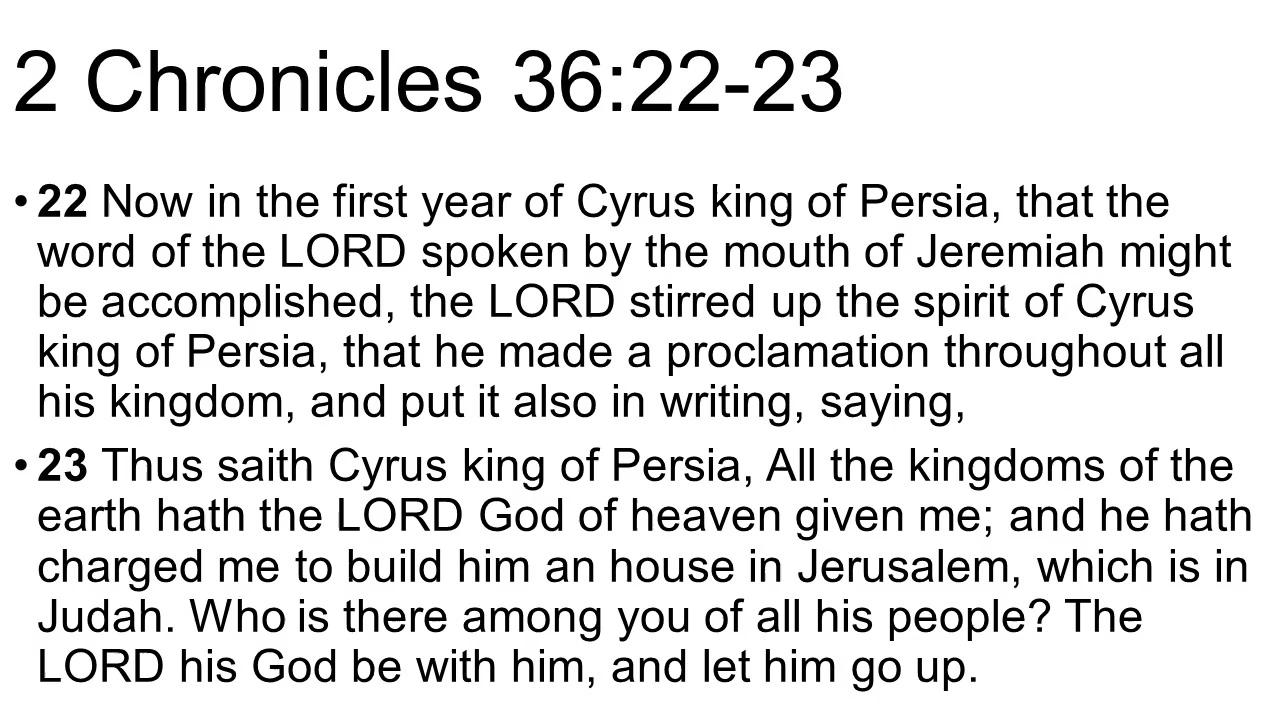 2 Chronicles 36:22-23
• 22 Now in the first year of Cyrus king of Persia, that the
word of the LORD spoken by the mouth of Jeremiah might
be accomplished, the LORD stirred up the spirit of Cyrus
king of Persia, that he made a proclamation throughout all
his kingdom, and put it also in writing, saying,
• 23 Thus saith Cyrus king of Persia, All the kingdoms of the
earth hath the LORD God of heaven given me; and he hath
charged me to build him an house in Jerusalem, which is in
Judah. Who is there among you of all his people? The
LORD his God be with him, and let him go up.